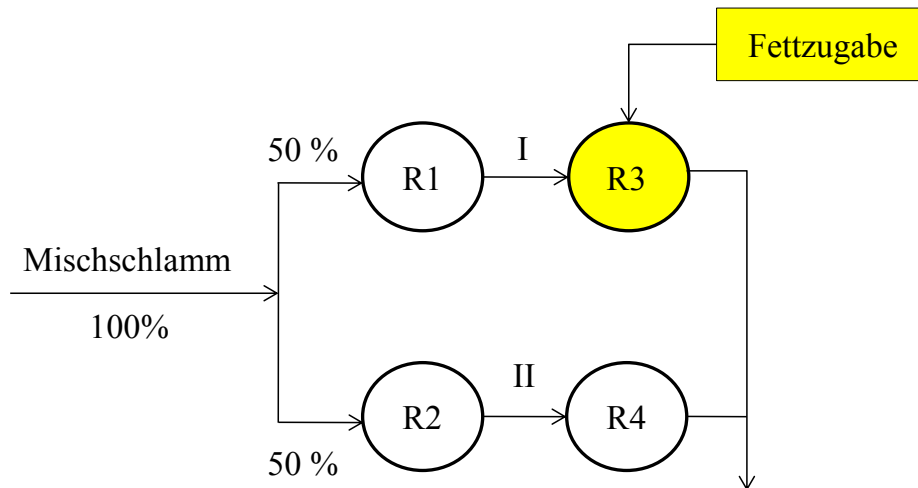 Fettzugabe
50 %
I
R1
R3
Mischschlamm
100%
II
R2
R4
50 %